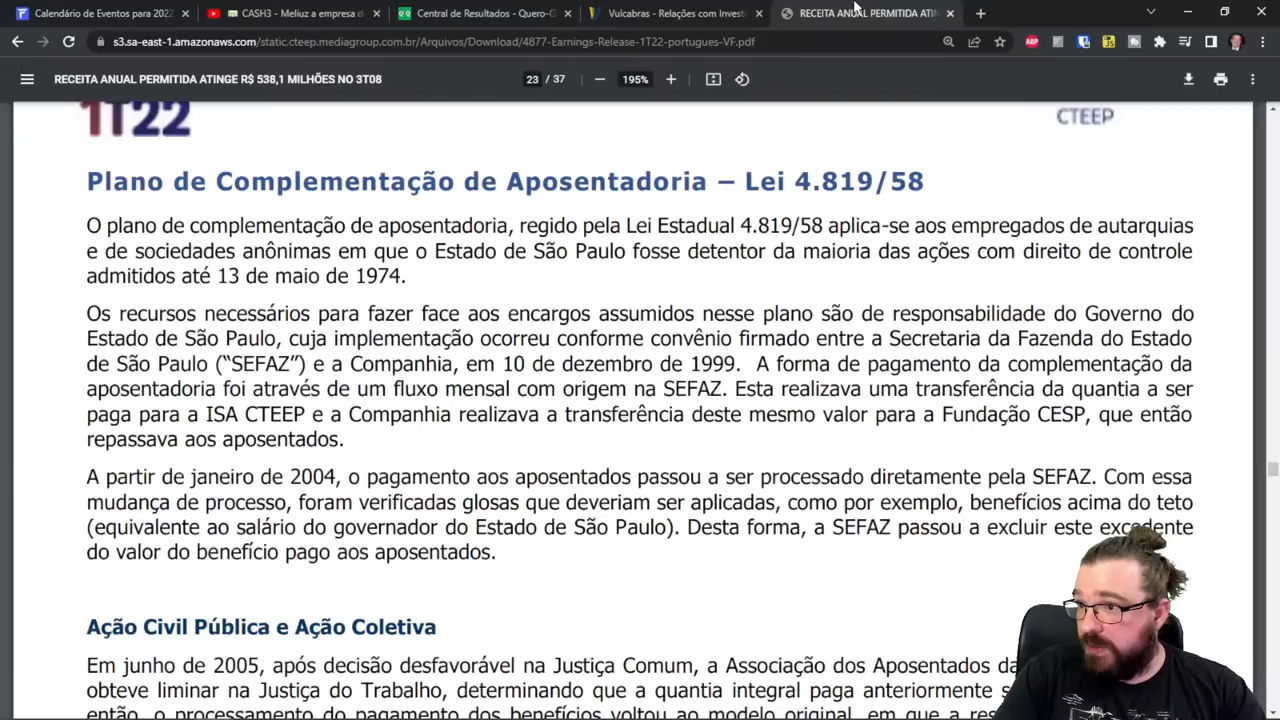 Calendário de Eventos para 2022
CASH3 - Meliuz a empresa d
Central de Resultados - Quero-Q
Vulcabras - Relações com Investi
RECEITA ANUAL PERMITIDA ATIN
s3.sa-east-1.amazonaws.com/static.cteep.mediagroup.com.br/Arquivos/Download/4877-Earnings-Release-1T22-portugues-VF.pdf
ABP
RECEITA ANUAL PERMITIDA ATINGE R$ 538,1 MILHÕES NO 3T08
23 / 37
195%
1T22
CTEEP
Plano de Complementação de Aposentadoria – Lei 4.819/58
O plano de complementação de aposentadoria, regido pela Lei Estadual 4.819/58 aplica-se aos empregados de autarquias
e de sociedades anônimas em que o Estado de São Paulo fosse detentor da maioria das ações com direito de controle
admitidos até 13 de maio de 1974.
Os recursos necessários para fazer face aos encargos assumidos nesse plano são de responsabilidade do Governo do
Estado de São Paulo, cuja implementação ocorreu conforme convênio firmado entre a Secretaria da Fazenda do Estado
de São Paulo (“SEFAZ”) e a Companhia, em 10 de dezembro de 1999. A forma de pagamento da complementação da
aposentadoria foi através de um fluxo mensal com origem na SEFAZ. Esta realizava uma transferência da quantia a ser
paga para a ISA CTEEP e a Companhia realizava a transferência deste mesmo valor para a Fundação CESP, que então
repassava aos aposentados.
A partir de janeiro de 2004, o pagamento aos aposentados passou a ser processado diretamente pela SEFAZ. Com essa
mudança de processo, foram verificadas glosas que deveriam ser aplicadas, como por exemplo, benefícios acima do teto
(equivalente ao salário do governador do Estado de São Paulo). Desta forma, a SEFAZ passou a excluir este excedente
do valor do benefício pago aos aposentados.
Ação Civil Pública e Ação Coletiva
Em junho de 2005, após decisão desfavorável na Justiça Comum, a Associação dos Aposentados da
obteve liminar na Justiça do Trabalho, determinando que a quantia integral paga anteriormente
então, o processamento do pagamento dos benefícios voltou ao modelo original, em que a